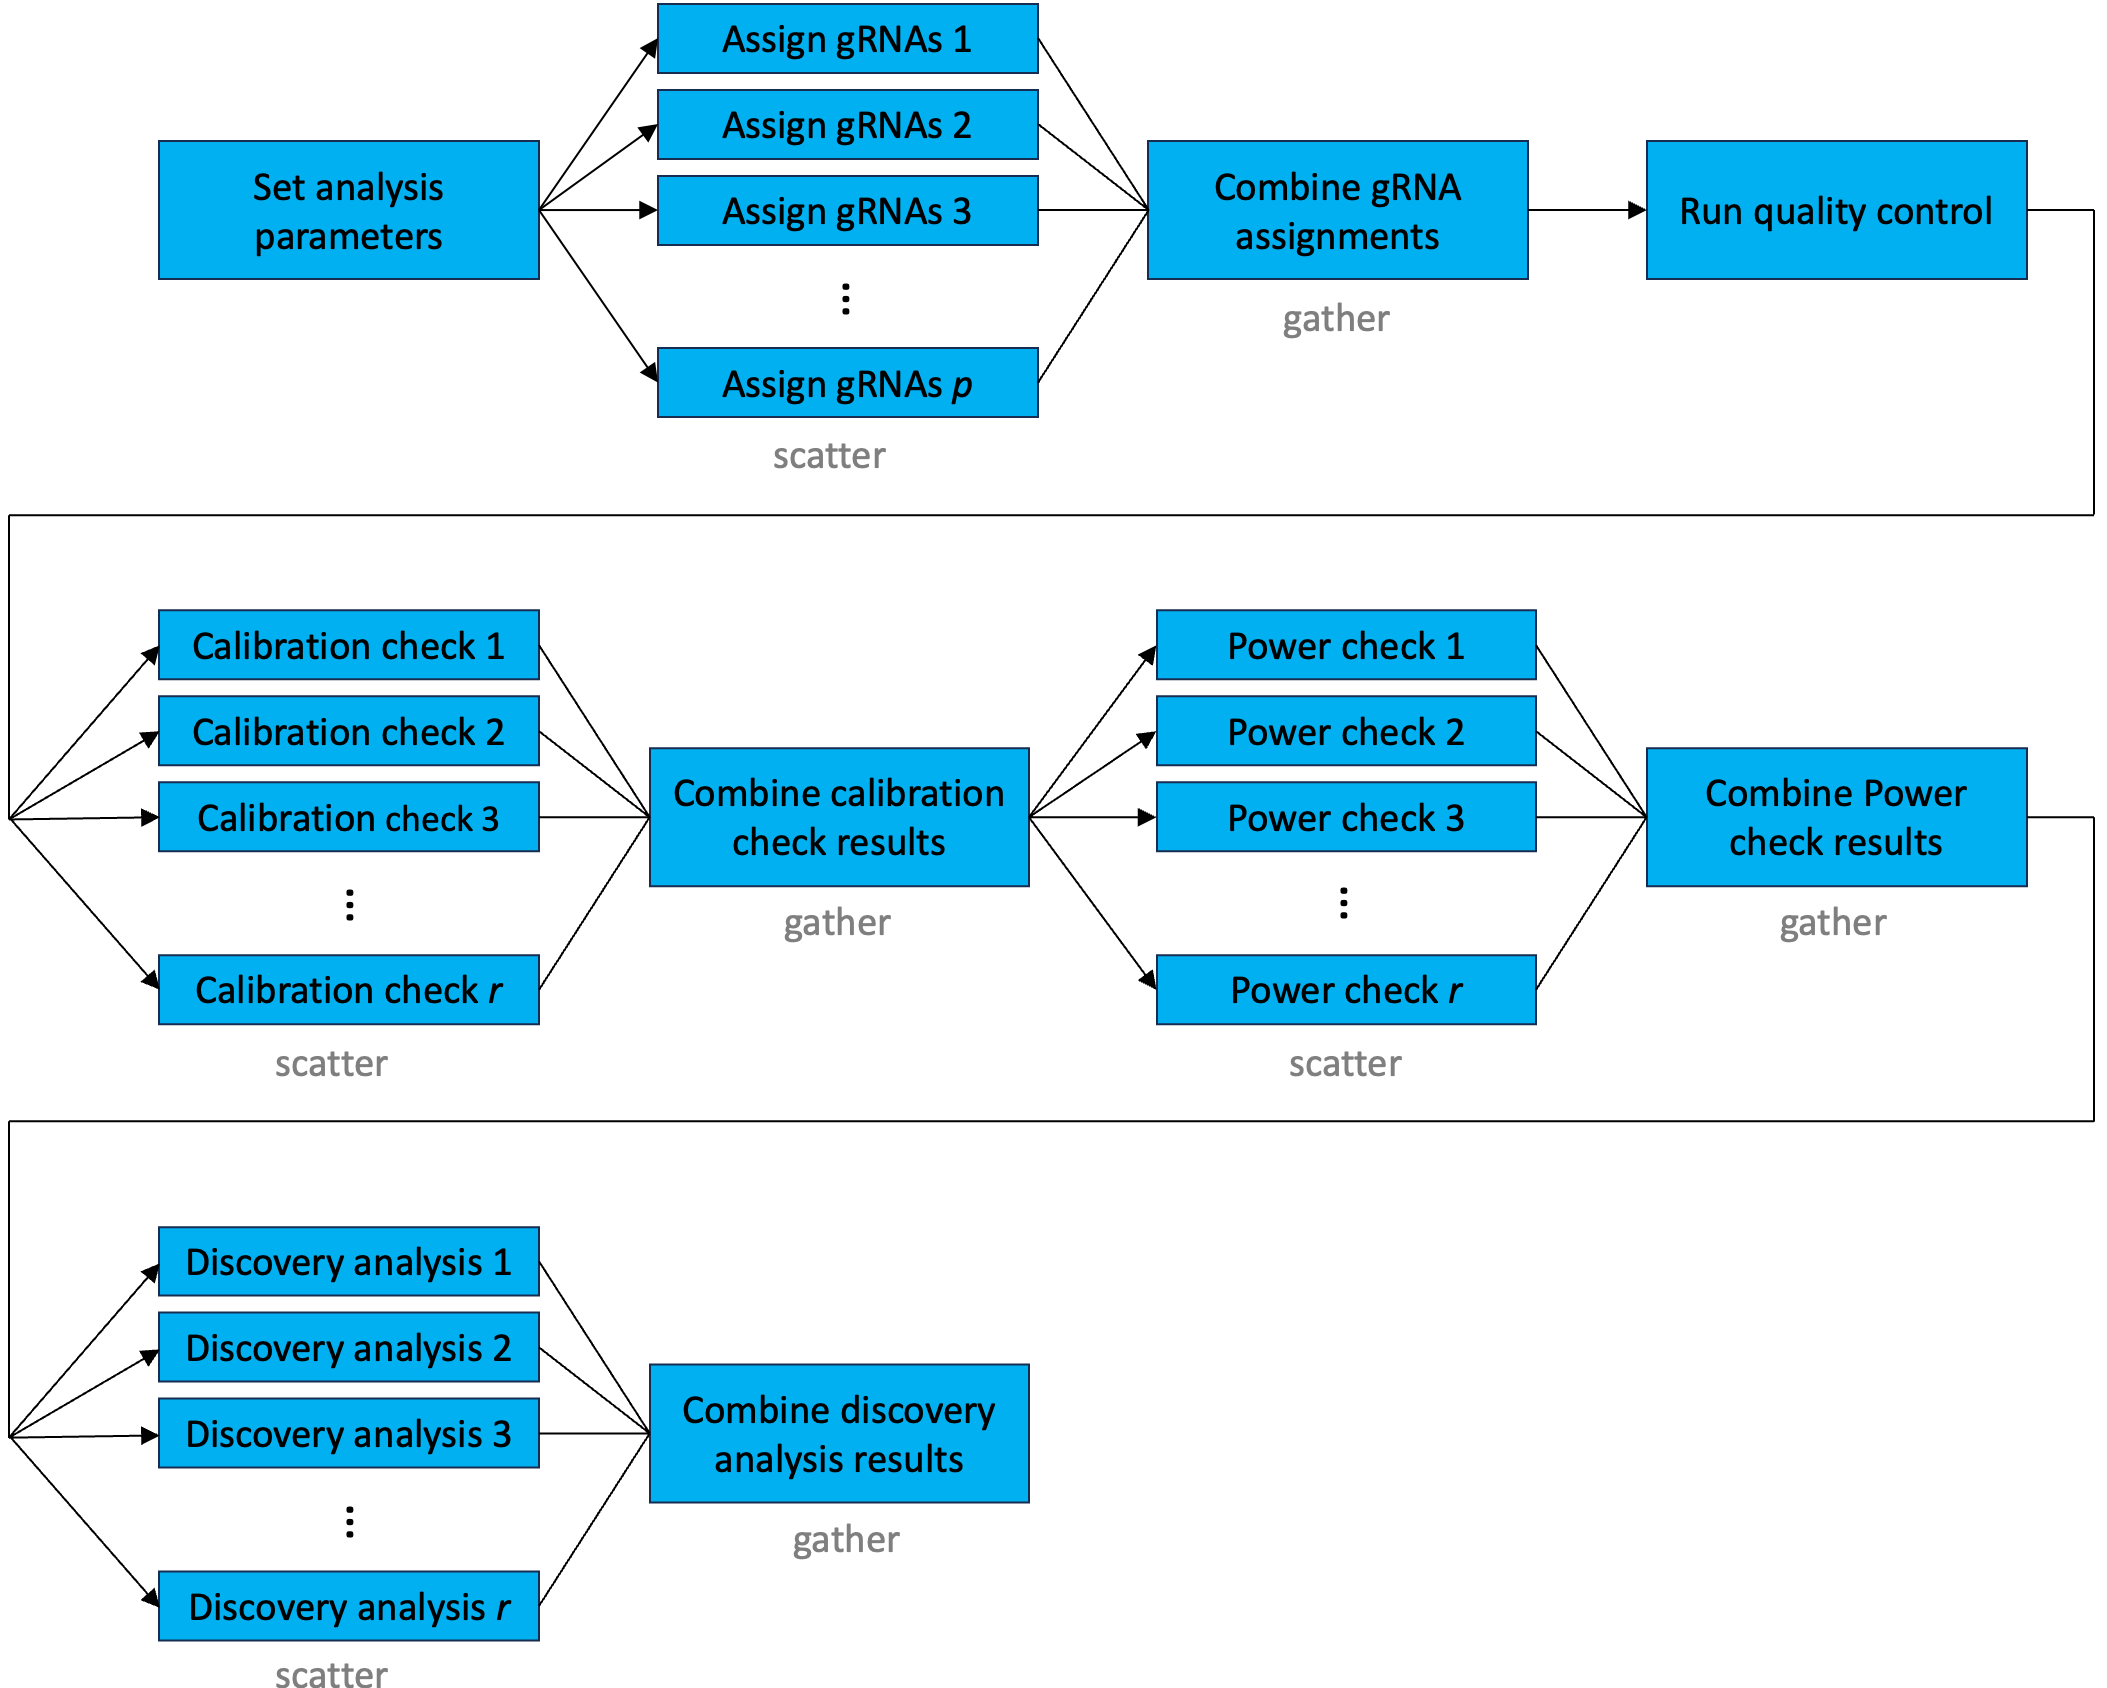 Set analysis
parameters
Assign gRNAs 1
Assign gRNAs 2
Assign gRNAs 3
⋮
Assign gRNAs p
scatter
Combine gRNA
assignments
gather
Run quality control
Calibration check 1
Calibration check 2
Calibration check 3
⋮
Calibration check r
scatter
Combine calibration
check results
gather
Power check 1
Power check 2
Power check 3
⋮
Power check r
scatter
Combine Power
check results
gather
Discovery analysis 1
Discovery analysis 2
Discovery analysis 3
⋮
Discovery analysis r
scatter
Combine discovery
analysis results
gather